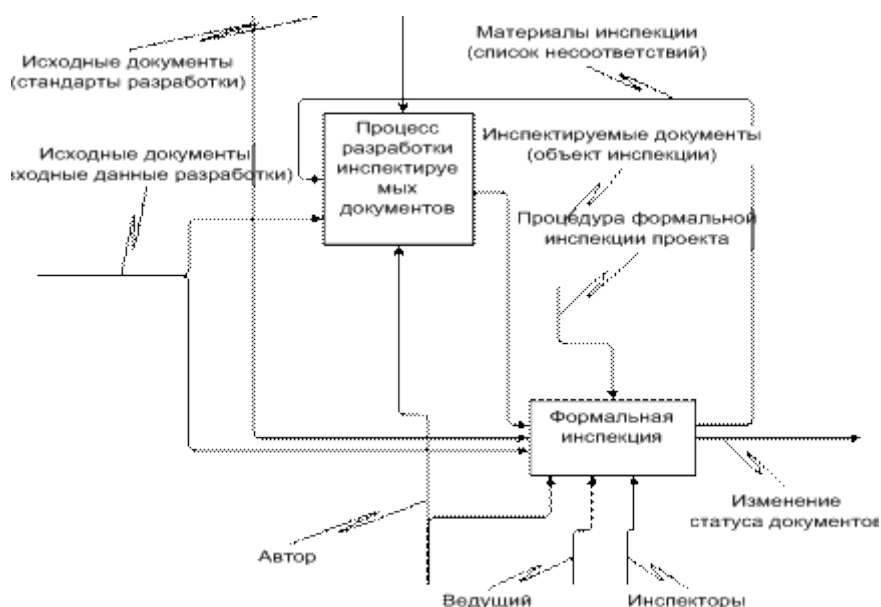 Исходные документы
(стандарты разработки)
Материалы инспекции
(список несоответствий)
Исходные документы
входные данные разработки)
Процесс
разработки
инспектируе
мых
документов
Инспектируемые документы
(объект инспекции)
Процедура формальной
инспекции проекта
Формальная
инспекция
Изменение
статуса документов
Автор
Ведущий
Инспекторы